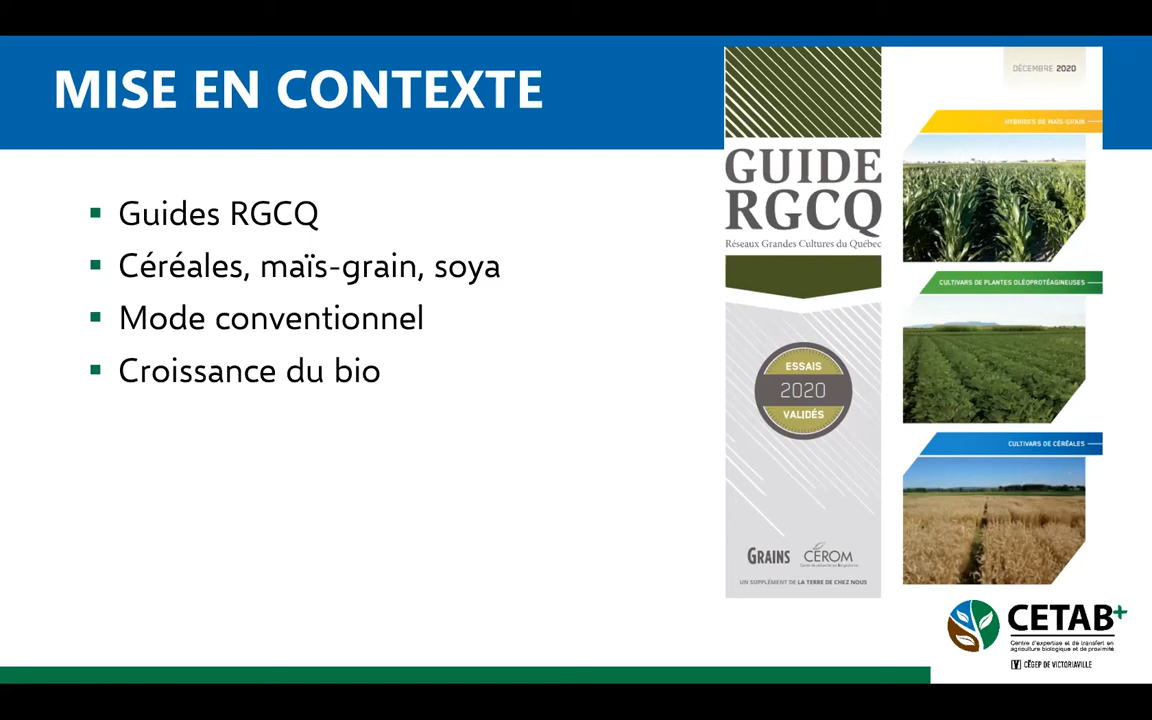 MISE EN CONTEXTE
Guides RGCQ
Céréales, maïs-grain, soya
Mode conventionnel
Croissance du bio
DÉCEMBRE 2020
HYBRIDES DE MAÏS-GRAIN
GUIDE
RGCQ
Réseaux Grandes Cultures du Québec
CULTIVARS DE PLANTES OLÉOPROTÉAGINEUSES
ESSAIS
2020
VALIDÉS
CULTIVARS DE CÉRÉALES
GRAINS
CÉROM
UN SUPPLÉMENT DE LA TERRE DE CHEZ NOUS
CETAB+
Centre d'expertise et de transfert en
agriculture biologique et de proximité
CÉGEP DE VICTORIAVILLE